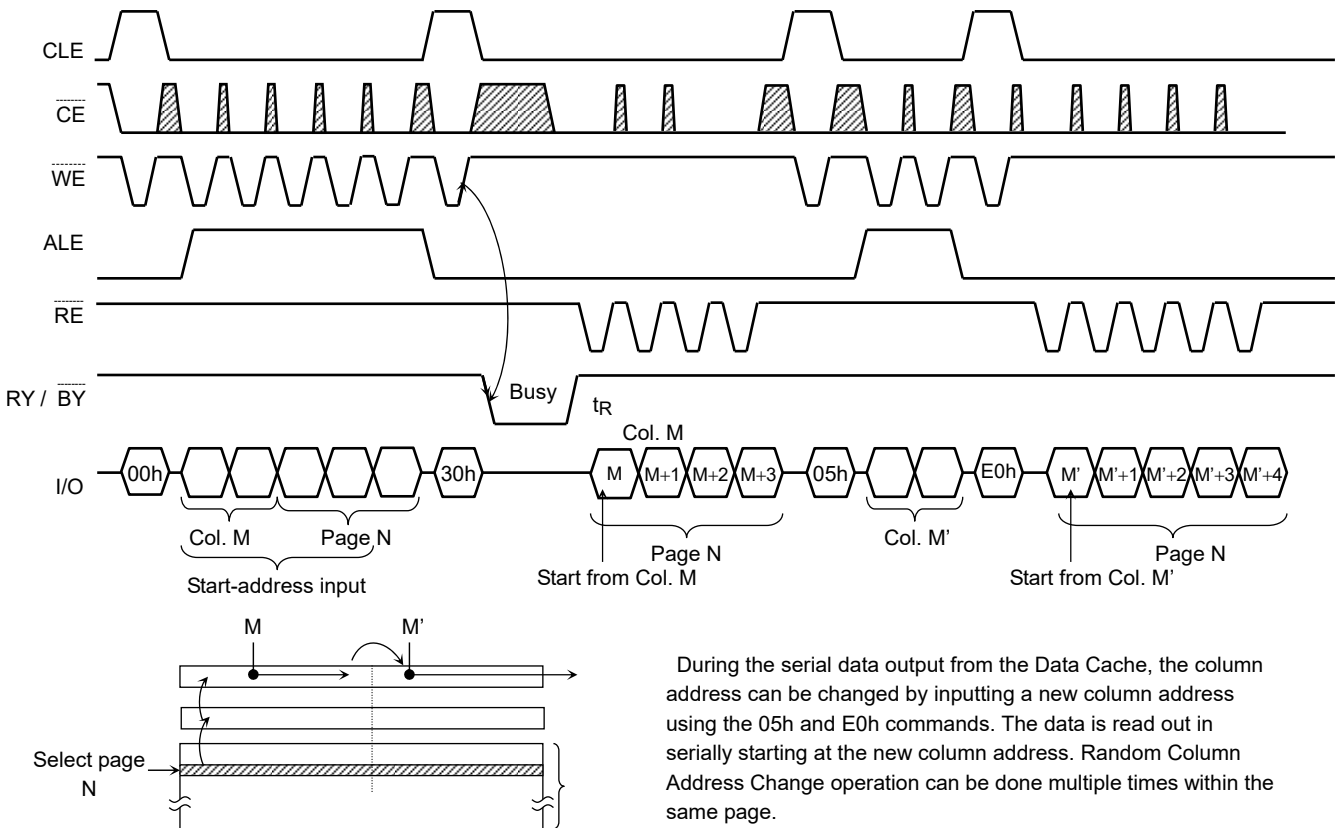 CLE
CE
WE
ALE
RE
RY / BY
Busy
tR
Col. M
I/O
00h
30h
M
M+1
M+2
M+3
05h
E0h
M'
M'+1
M'+2
M'+3
M'+4
Col. M
Page N
Start-address input
Page N
Start from Col. M
Col. M’
Page N
Start from Col. M’
M
M’
Select page
N
During the serial data output from the Data Cache, the column
address can be changed by inputting a new column address
using the 05h and E0h commands. The data is read out in
serially starting at the new column address. Random Column
Address Change operation can be done multiple times within the
same page.